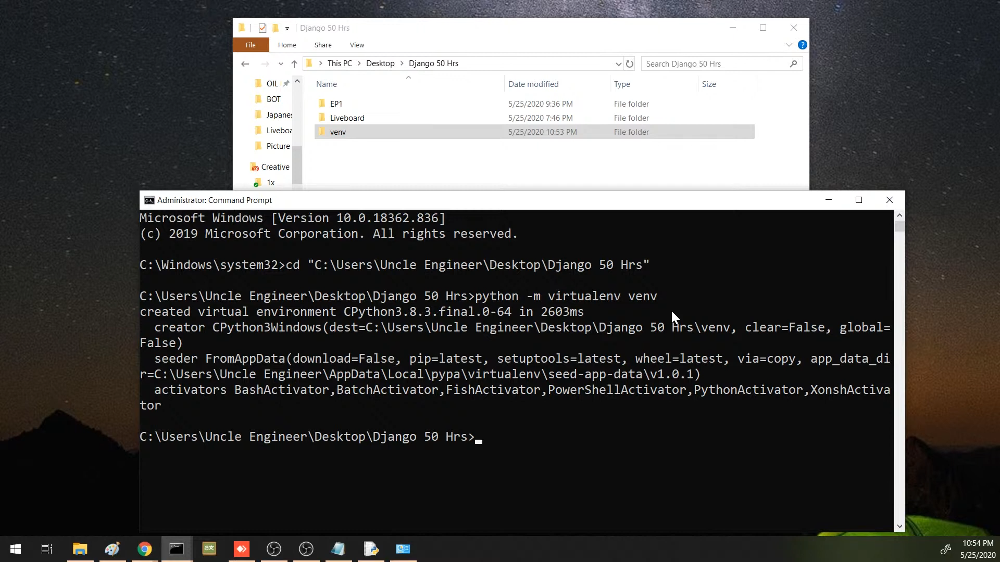 Django 50 Hrs
File Home Share View
This PC Desktop Django 50 Hrs
Search Django 50 Hrs
OIL
BOT
Japanes
Liveboa
Picture
Creative
1x
Name Date modified Type Size
EP1 5/25/2020 9:36 PM File folder
Liveboard 5/25/2020 7:46 PM File folder
venv 5/25/2020 10:53 PM File folder
Administrator: Command Prompt
Microsoft Windows [Version 10.0.18362.836]
(c) 2019 Microsoft Corporation. All rights reserved.
C:\Windows\system32>cd "C:\Users\Uncle Engineer\Desktop\Django 50 Hrs"
C:\Users\Uncle Engineer\Desktop\Django 50 Hrs>python -m virtualenv venv
created virtual environment CPython3.8.3.final.0-64 in 2603ms
  creator CPython3Windows(dest=C:\Users\Uncle Engineer\Desktop\Django 50 Hrs\venv, clear=False, global=
False)
  seeder FromAppData(download=False, pip=latest, setuptools=latest, wheel=latest, via=copy, app_data_di
r=C:\Users\Uncle Engineer\AppData\Local\pypa\virtualenv\seed-app-data\v1.0.1)
  activators BashActivator,BatchActivator,FishActivator,PowerShellActivator,PythonActivator,XonshActiva
tor
C:\Users\Uncle Engineer\Desktop\Django 50 Hrs>
10:54 PM
5/25/2020